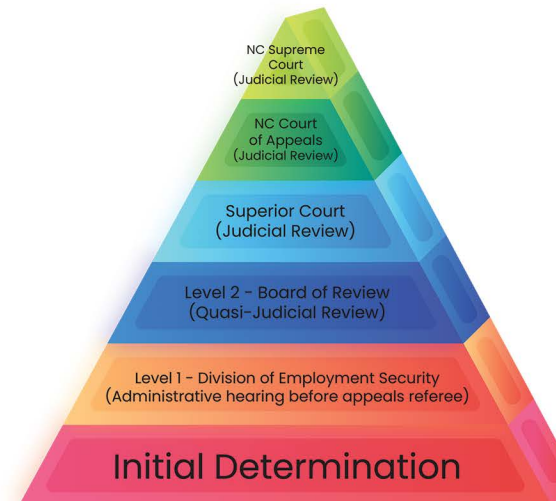 NC Supreme
Court
(Judicial Review)
NC Court
of Appeals
(Judicial Review)
Superior Court
(Judicial Review)
Level 2 - Board of Review
(Quasi-Judicial Review)
Level 1 - Division of Employment Security
(Administrative hearing before appeals referee)
Initial Determination